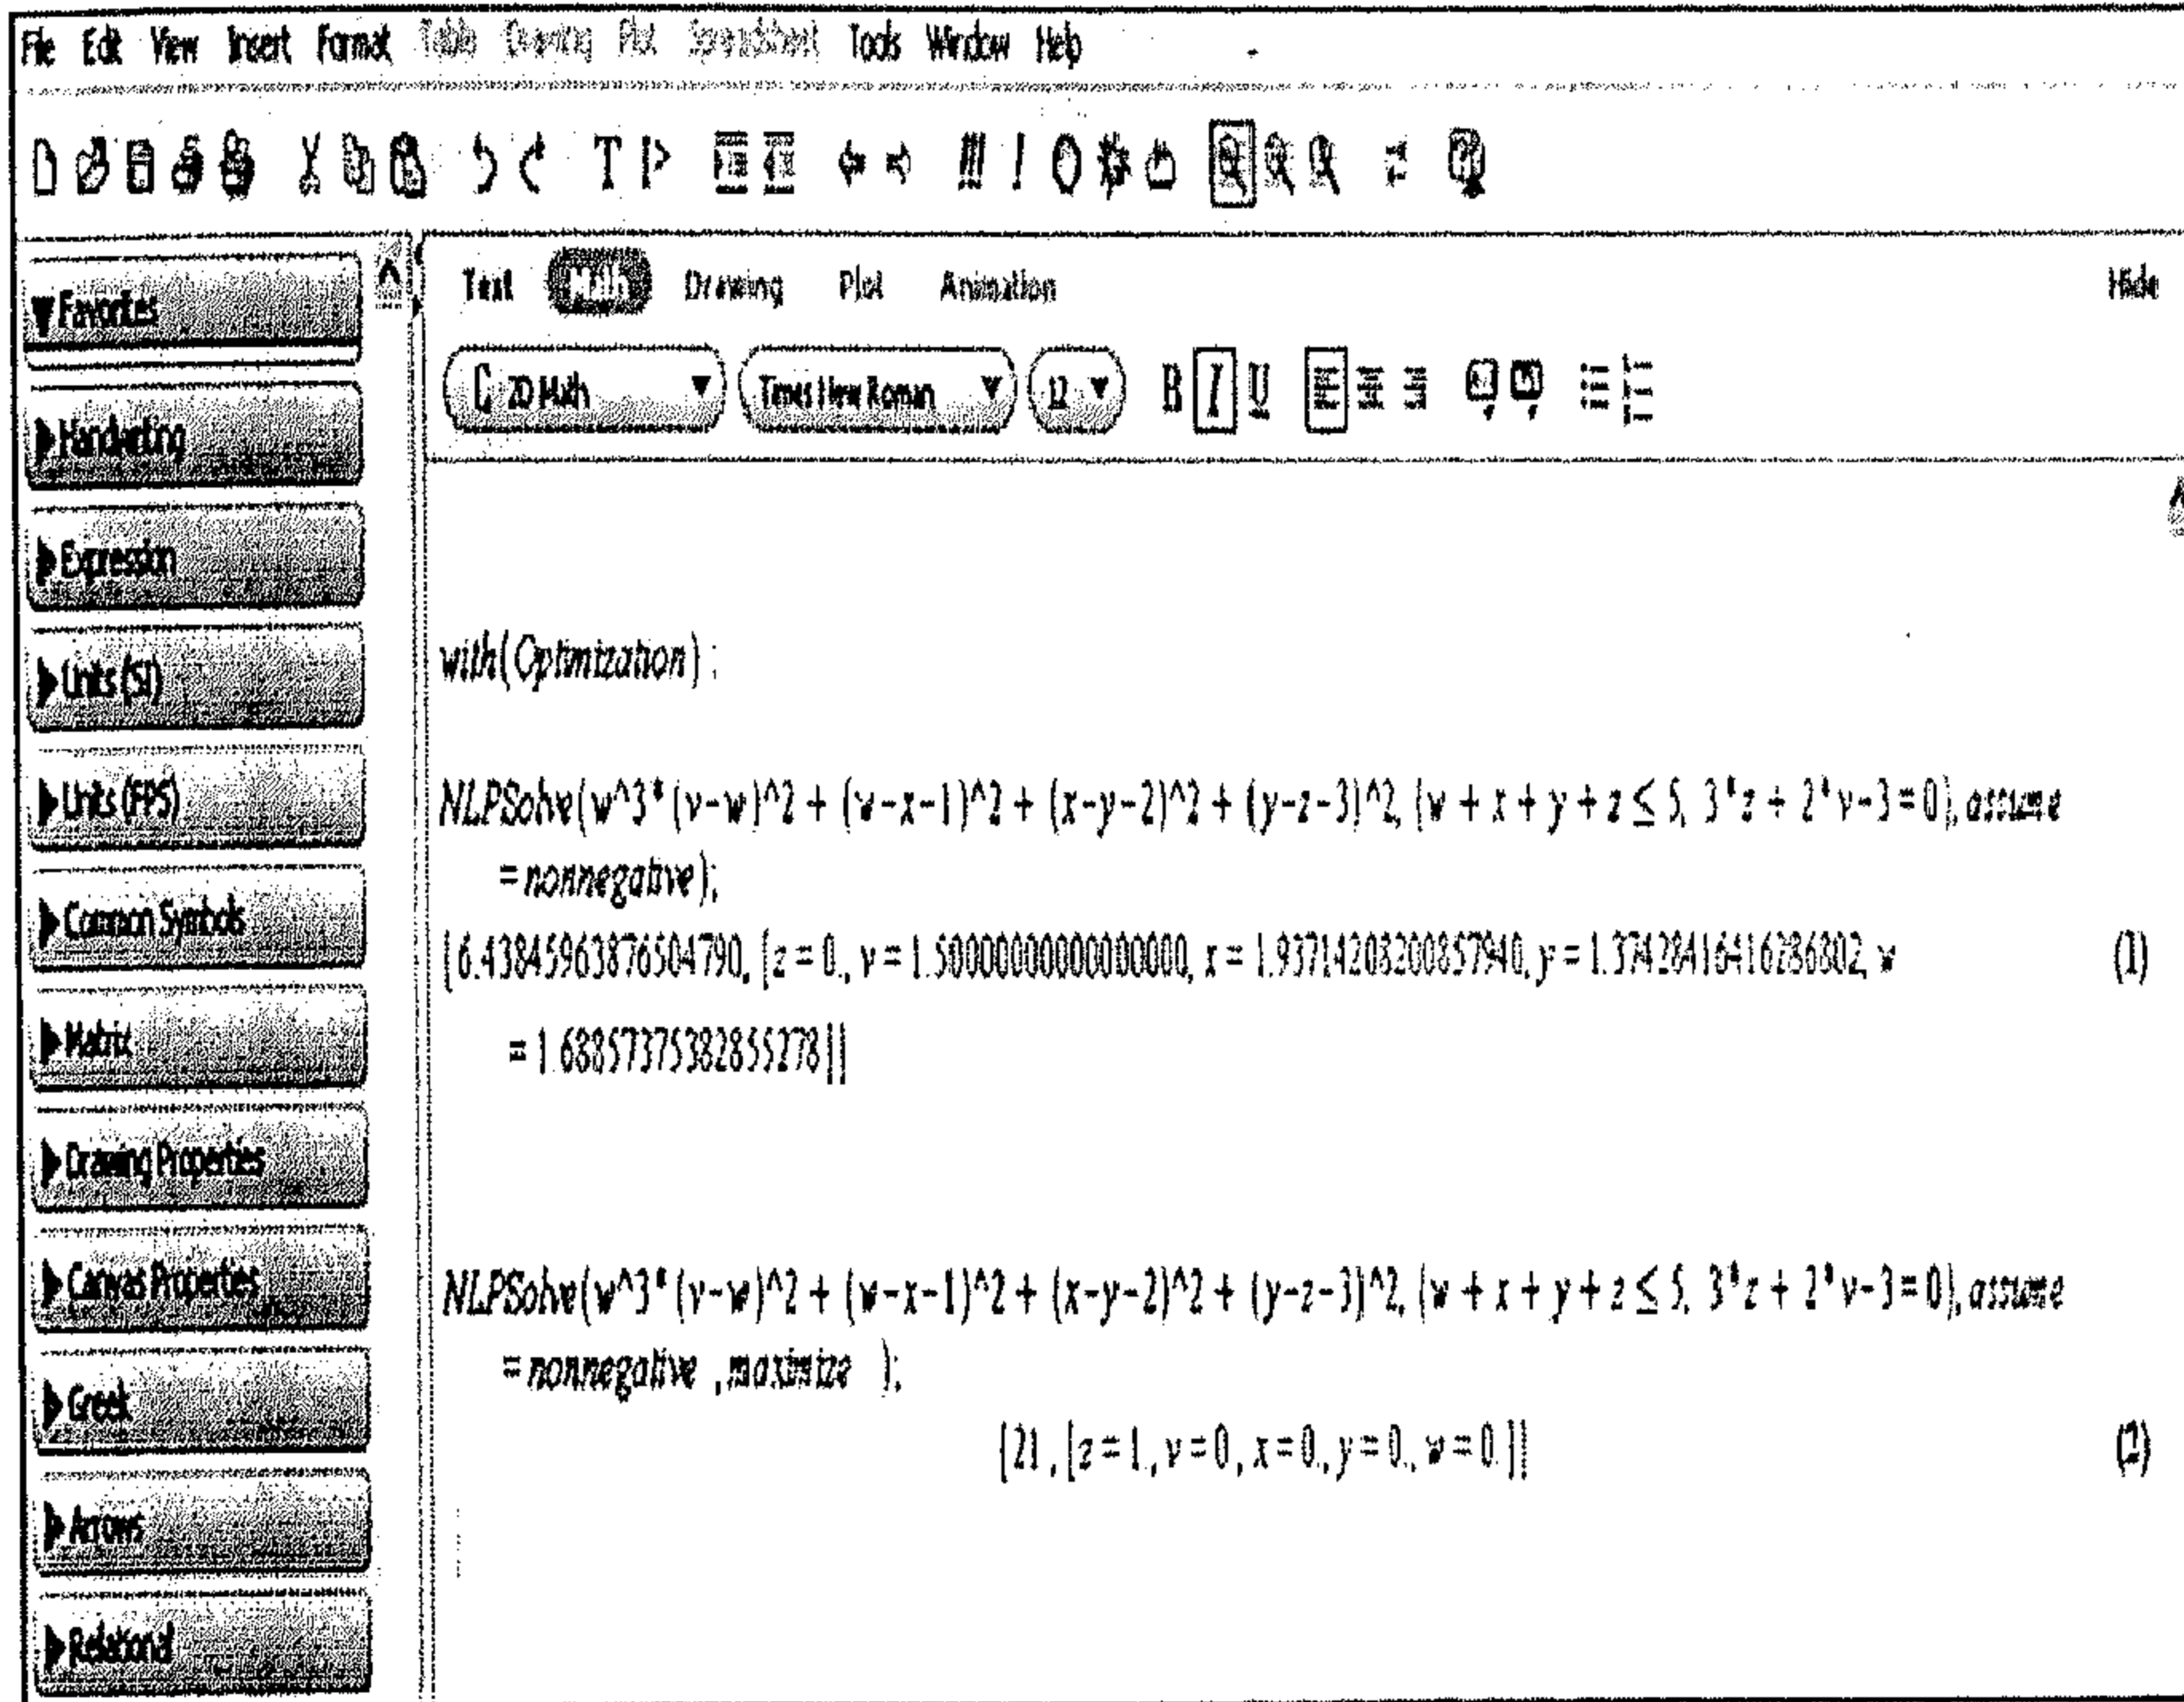 File Edit View Insert Format Table Drawing Plot Spreadsheet Tools Window Help
Text Math Drawing Plot Animation Hide
C 2D Math Times New Roman 12 B I U
Favorites
Handwriting
Expression
Units (SI)
Units (FPS)
Common Symbols
Matrix
Drawing Properties
Canvas Properties
Greek
Arrows
Relational
with(Optimization) :
NLPSolve(w^3*(v-w)^2 + (w-x-1)^2 + (x-y-2)^2 + (y-z-3)^2, {w + x + y + z ≤ 5, 3*z + 2*v-3=0}, assume
= nonnegative);
[6.43845963876504790, [z = 0., v = 1.50000000000000000, x = 1.93714208200857940, y = 1.37428416416286802, w (1)
= 1.68857375382855278]]
NLPSolve(w^3*(v-w)^2 + (w-x-1)^2 + (x-y-2)^2 + (y-z-3)^2, {w + x + y + z ≤ 5, 3*z + 2*v-3=0}, assume
= nonnegative ,maximize );
[21., [z = 1., v = 0., x = 0., y = 0., w = 0.]] (2)